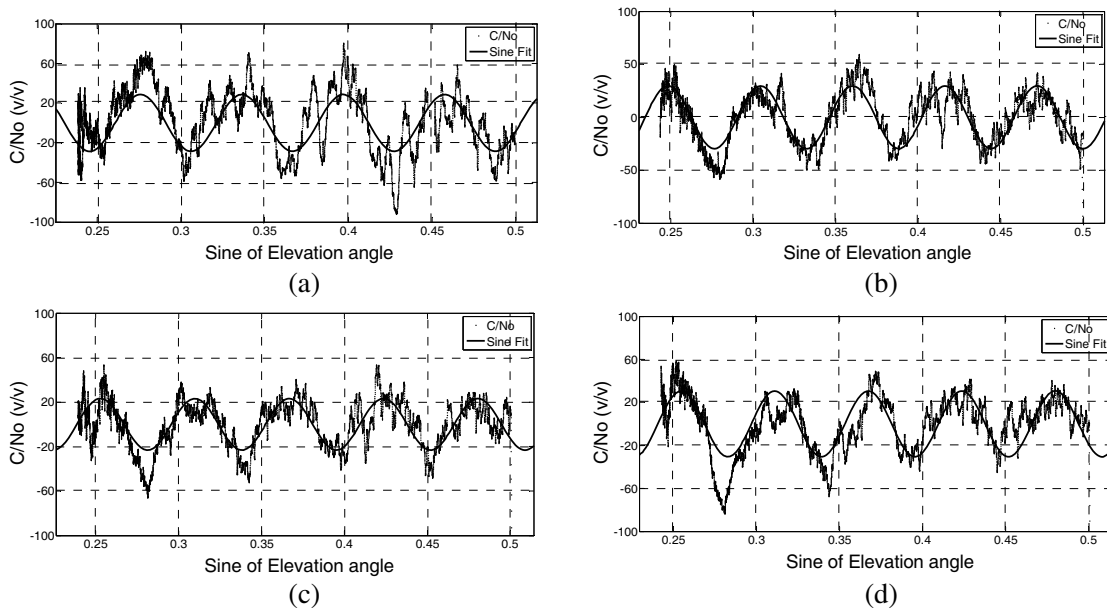 100
60
20
-20
-60
-100
C/No (v/v)
C/No
Sine Fit
0.25 0.3 0.35 0.4 0.45 0.5
Sine of Elevation angle
(a)
100
50
0
-50
-100
C/No (v/v)
C/No
Sine Fit
0.25 0.3 0.35 0.4 0.45 0.5
Sine of Elevation angle
(b)
100
60
20
-20
-60
-100
C/No (v/v)
C/No
Sine Fit
0.25 0.3 0.35 0.4 0.45 0.5
Sine of Elevation angle
(c)
100
60
20
-20
-60
-100
C/No (v/v)
C/No
Sine Fit
0.25 0.3 0.35 0.4 0.45 0.5
Sine of Elevation angle
(d)